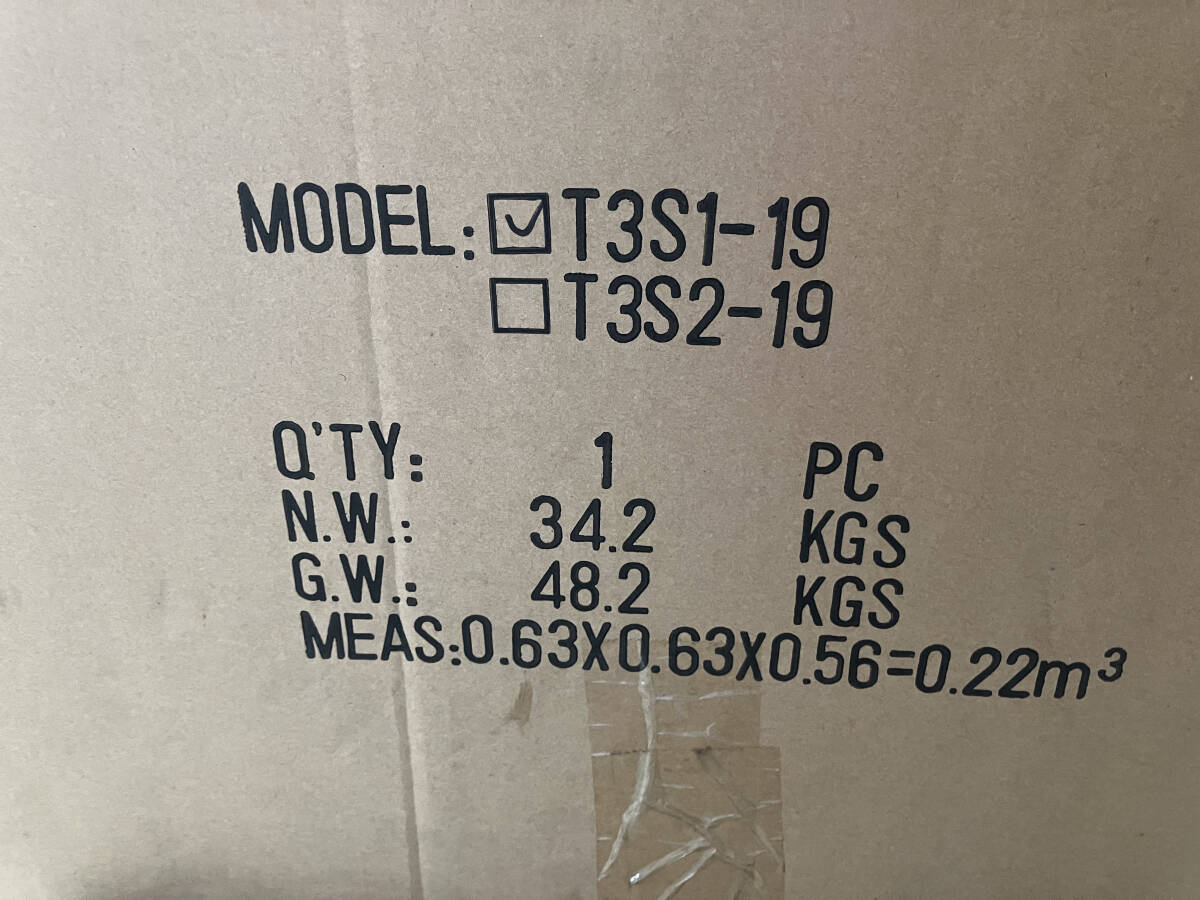 MODEL: ☑T3S1-19
☐T3S2-19
Q'TY: 1 PC
N.W.: 34.2 KGS
G.W.: 48.2 KGS
MEAS:0.63X0.63X0.56=0.22m³